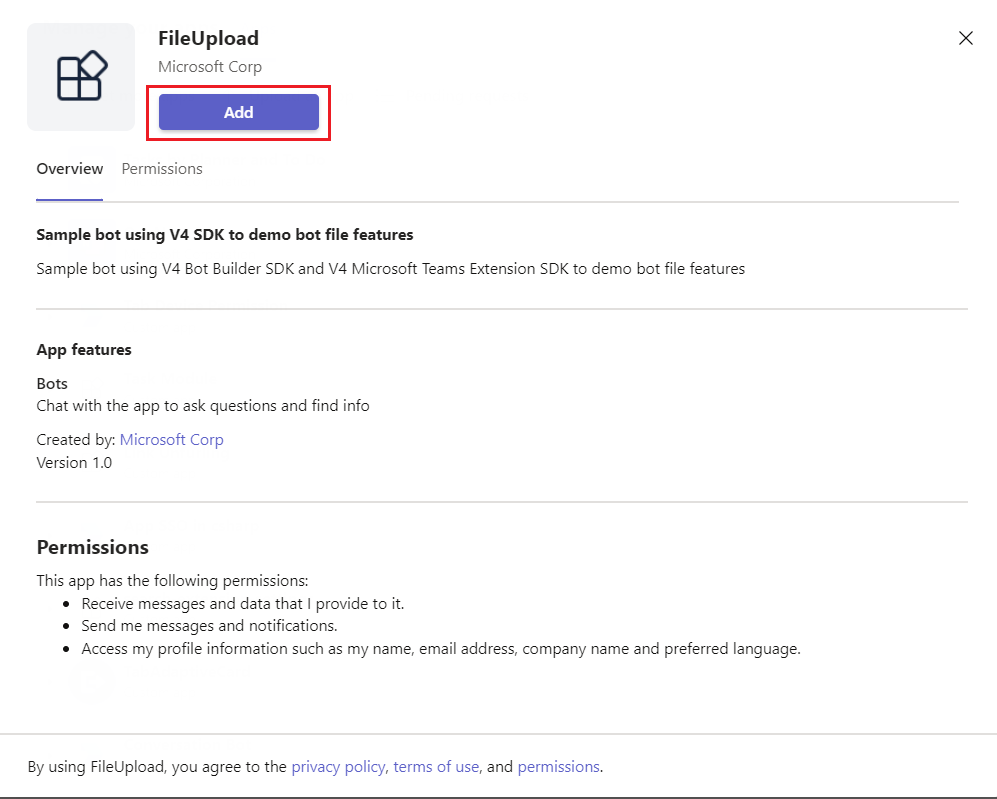 FileUpload
Microsoft Corp
Add
Overview Permissions
Sample bot using V4 SDK to demo bot file features
Sample bot using V4 Bot Builder SDK and V4 Microsoft Teams Extension SDK to demo bot file features
App features
Bots
Chat with the app to ask questions and find info
Created by: Microsoft Corp
Version 1.0
Permissions
This app has the following permissions:
• Receive messages and data that I provide to it.
• Send me messages and notifications.
• Access my profile information such as my name, email address, company name and preferred language.
By using FileUpload, you agree to the privacy policy, terms of use, and permissions.